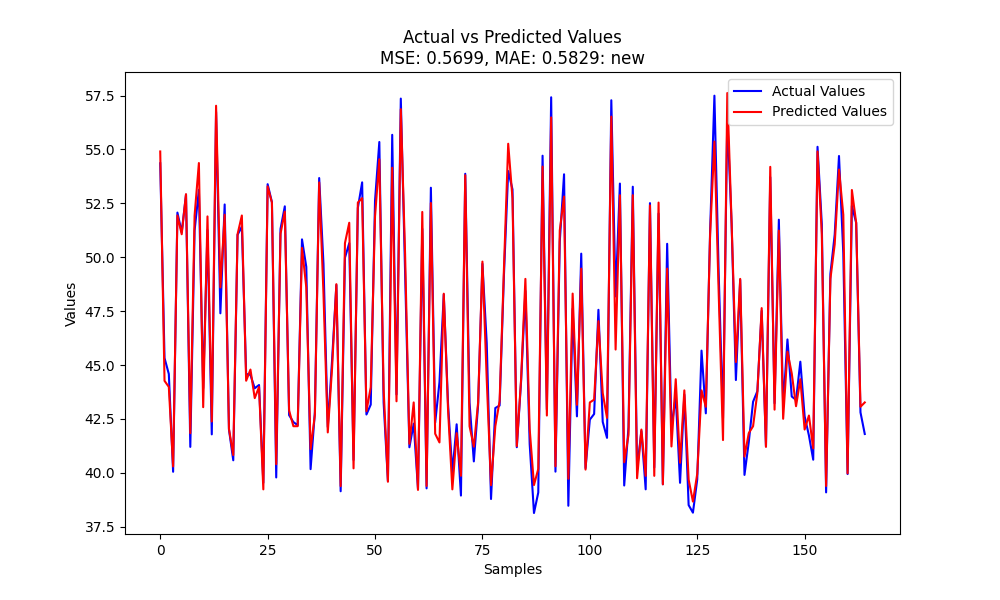 Actual vs Predicted Values
MSE: 0.5699, MAE: 0.5829: new
Actual Values
Predicted Values
57.5
55.0
52.5
50.0
47.5
45.0
42.5
40.0
37.5
Values
0 25 50 75 100 125 150
Samples